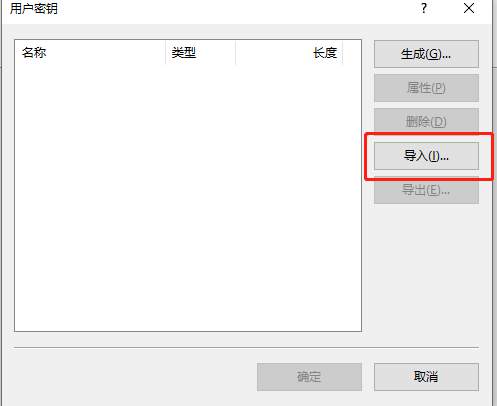 用户密钥
?
名称 类型 长度
生成(G)...
属性(P)
删除(D)
导入(I)...
导出(E)...
确定 取消